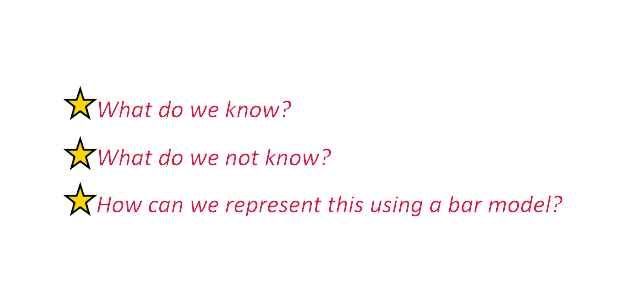 What do we know?
What do we not know?
How can we represent this using a bar model?